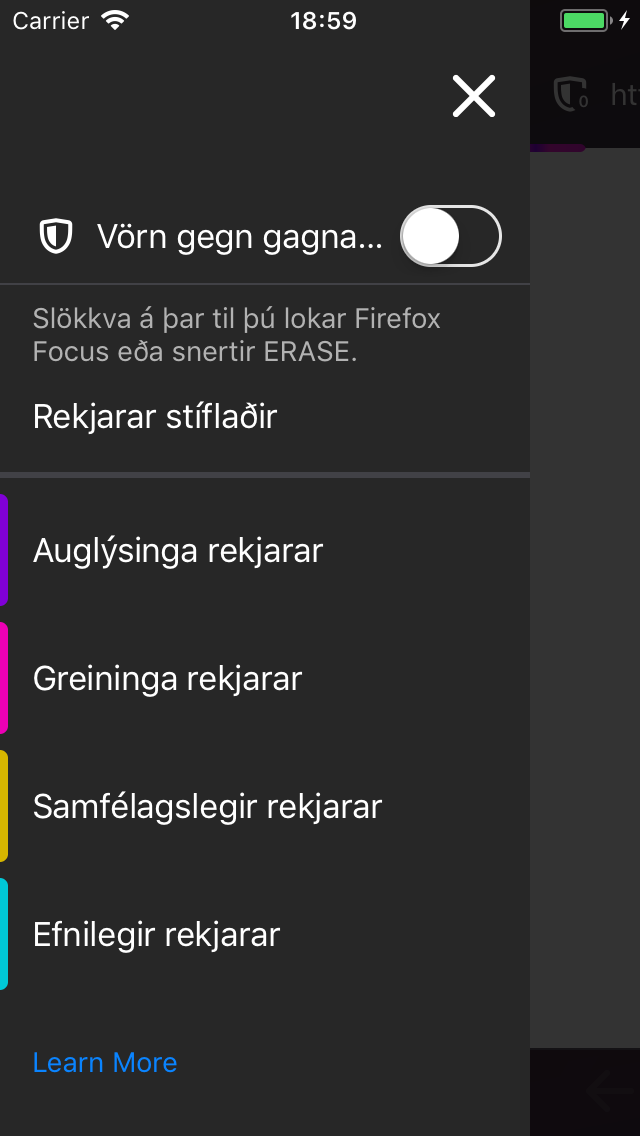 Carrier 18:59
0 ht
Vörn gegn gagna...
Slökkva á þar til þú lokar Firefox
Focus eða snertir ERASE.
Rekjarar stíflaðir
Auglýsinga rekjarar
Greininga rekjarar
Samfélagslegir rekjarar
Efnilegir rekjarar
Learn More